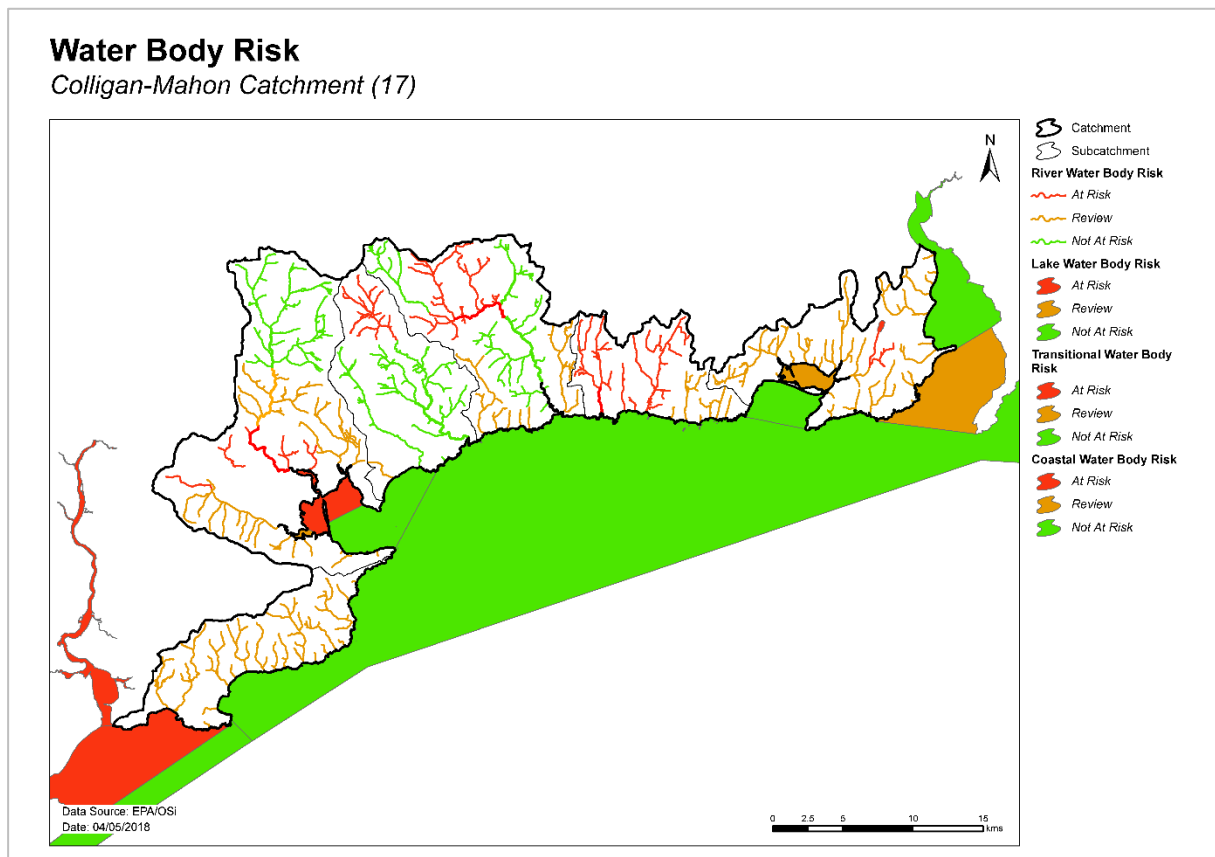 Water Body Risk
Colligan-Mahon Catchment (17)
N
Catchment
Subcatchment
River Water Body Risk
At Risk
Review
Not At Risk
Lake Water Body Risk
At Risk
Review
Not At Risk
Transitional Water Body
Risk
At Risk
Review
Not At Risk
Coastal Water Body Risk
At Risk
Review
Not At Risk
Data Source: EPA/OSi
Date: 04/05/2018
0 2.5 5 10 15
kms